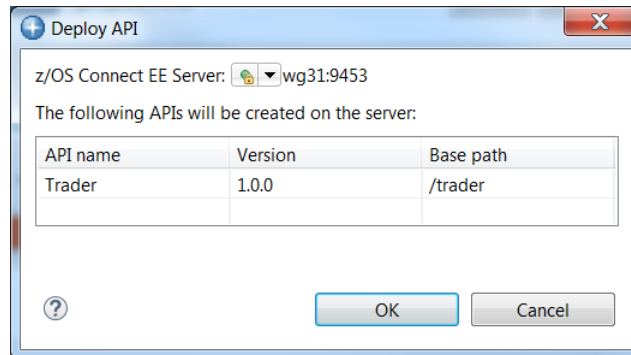 Deploy API
z/OS Connect EE Server: wg31:9453
The following APIs will be created on the server:
API name Version Base path
Trader 1.0.0 /trader
? OK Cancel